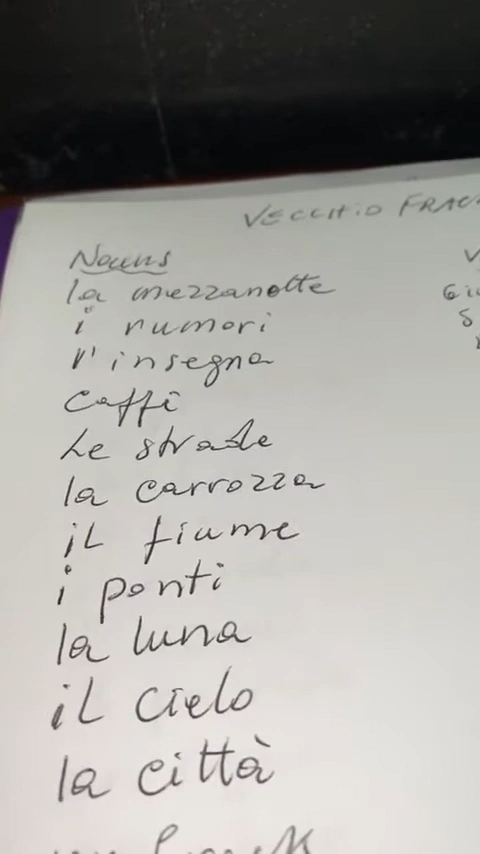 VECCHIO FRAC
Nouns
la mezzanotte
i rumori
l'insegna
caffè
Le strade
la carrozza
iL fiume
i ponti
la luna
iL cielo
la città